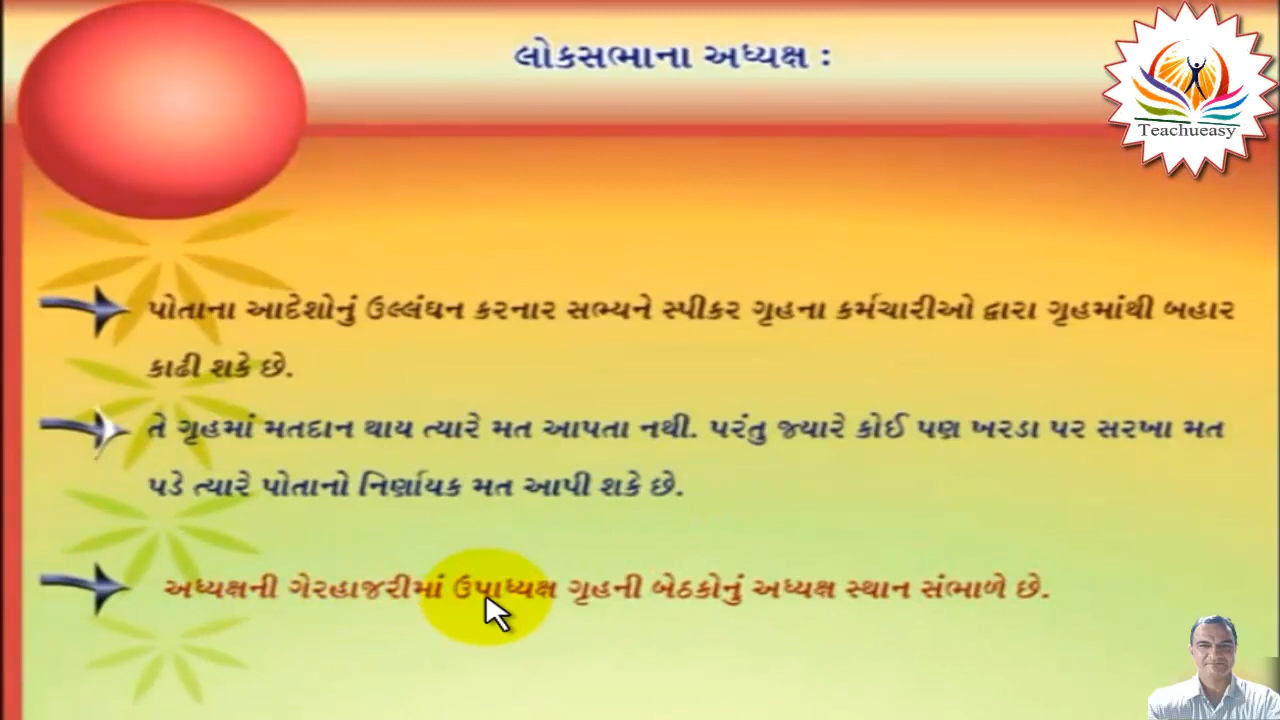 લોકસભાના અધ્યક્ષ :
Teachueasy
પોતાના આદેશોનું ઉલ્લંઘન કરનાર સભ્યને સ્પીકર ગૃહના કર્મચારીઓ દ્વારા ગૃહમાંથી બહાર
કાઢી શકે છે.
તે ગૃહમાં મતદાન થાય ત્યારે મત આપતા નથી. પરંતુ જ્યારે કોઈ પણ ખરડા પર સરખા મત
પડે ત્યારે પોતાનો નિર્ણાયક મત આપી શકે છે.
અધ્યક્ષની ગેરહાજરીમાં ઉપાધ્યક્ષ ગૃહની બેઠકોનું અધ્યક્ષ સ્થાન સંભાળે છે.